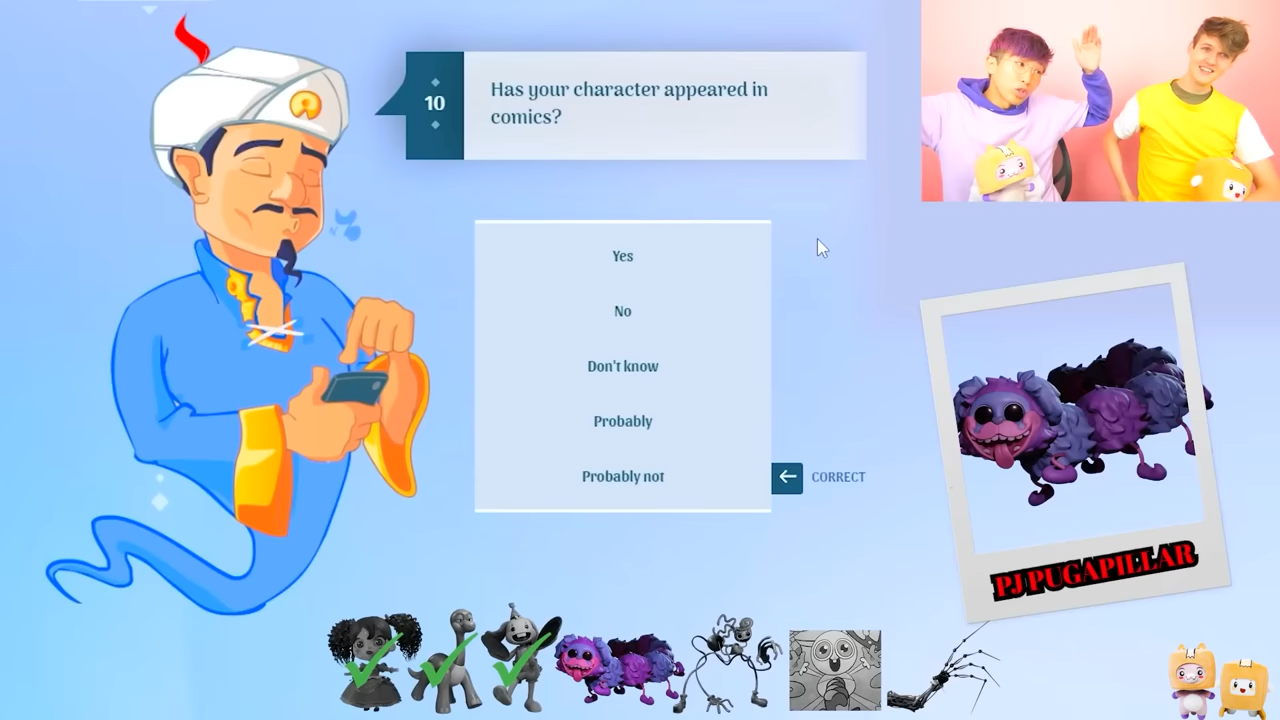 10
Has your character appeared in
comics?
Yes
No
Don't know
Probably
Probably not
CORRECT
PJ PUGAPILLAR